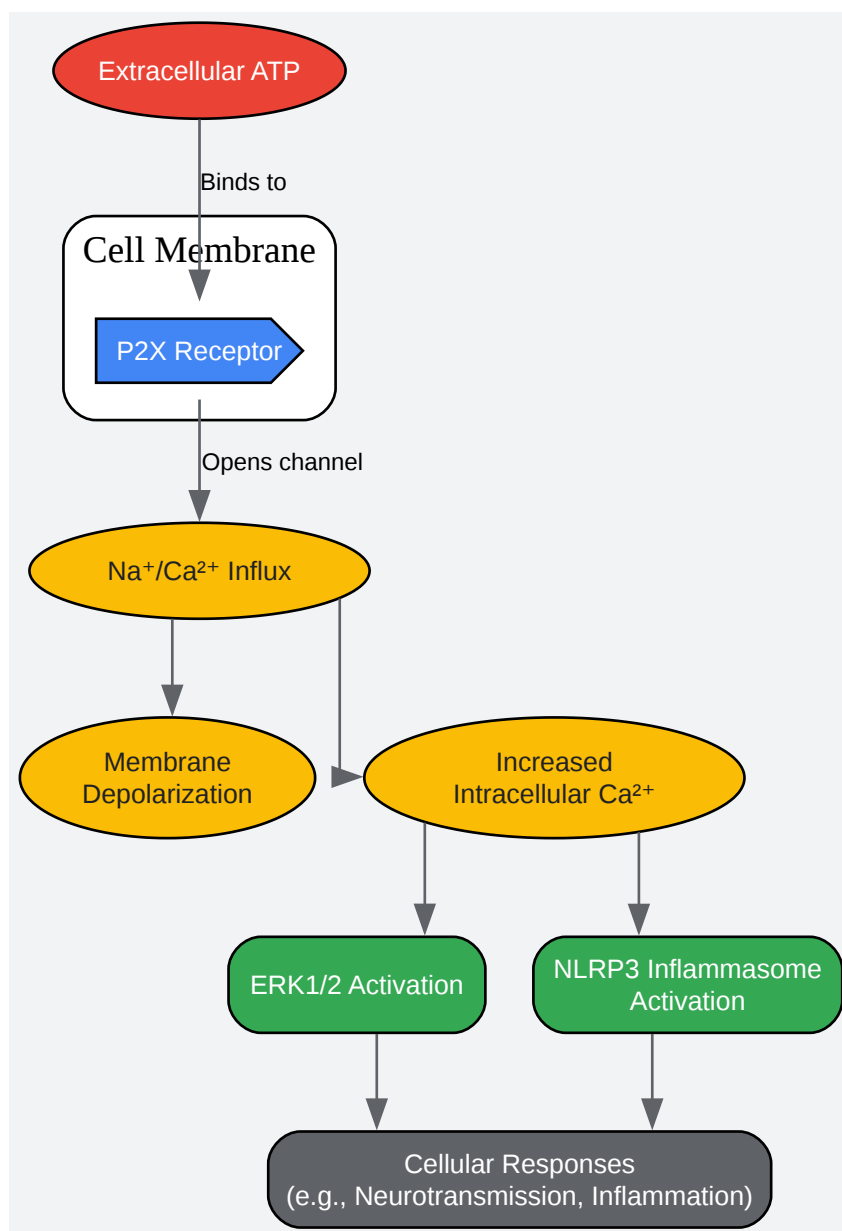 Extracellular ATP
Binds to
Cell Membrane
P2X Receptor
Opens channel
Na⁺/Ca²⁺ Influx
Membrane
Depolarization
Increased
Intracellular Ca²⁺
ERK1/2 Activation
NLRP3 Inflammasome
Activation
Cellular Responses
(e.g., Neurotransmission, Inflammation)